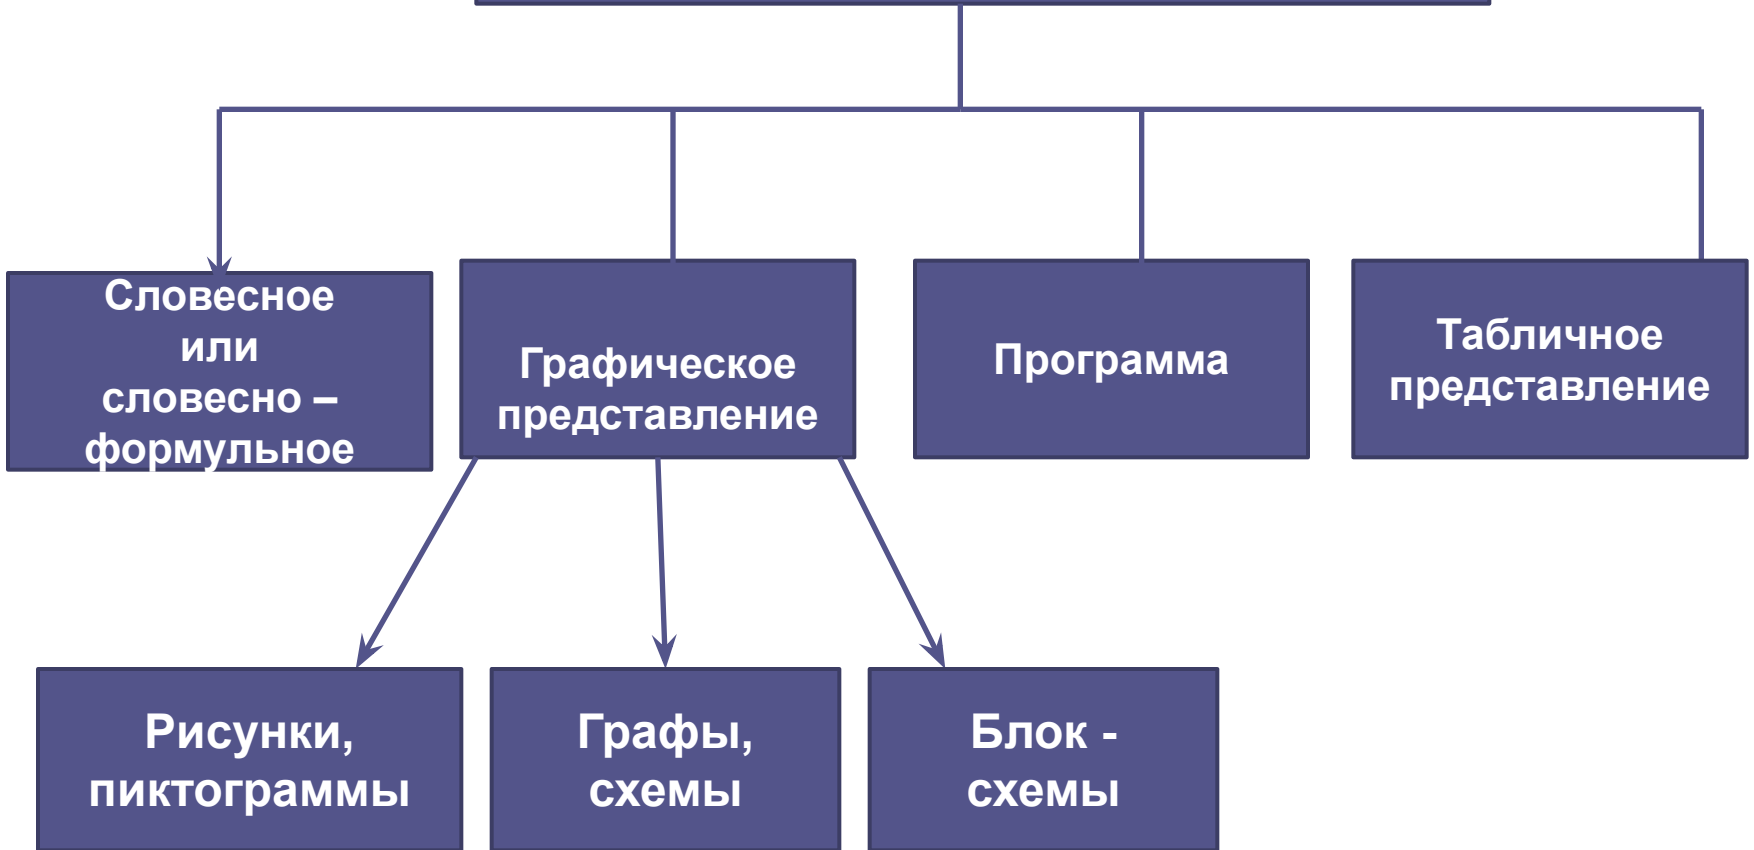 Словесное
или
словесно –
формульное
Графическое
представление
Программа
Табличное
представление
Рисунки,
пиктограммы
Графы,
схемы
Блок -
схемы